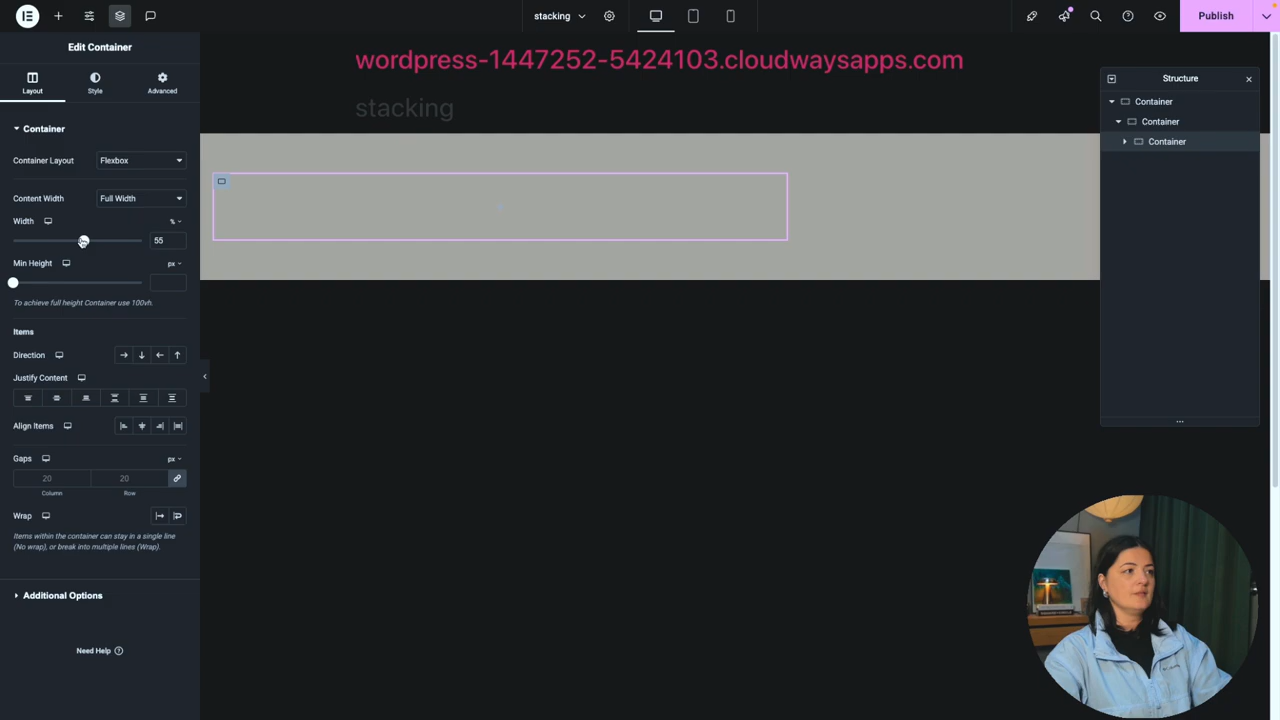 stacking
Publish
Edit Container
Layout
Style
Advanced
Container
Container Layout
Flexbox
Content Width
Full Width
Width
%
55
Min Height
px
To achieve full height Container use 100vh.
Items
Direction
Justify Content
Align Items
Gaps
px
20
20
Column
Row
Wrap
Items within the container can stay in a single line
(No wrap), or break into multiple lines (Wrap).
Additional Options
Need Help
wordpress-1447252-5424103.cloudwaysapps.com
stacking
Structure
Container
Container
Container